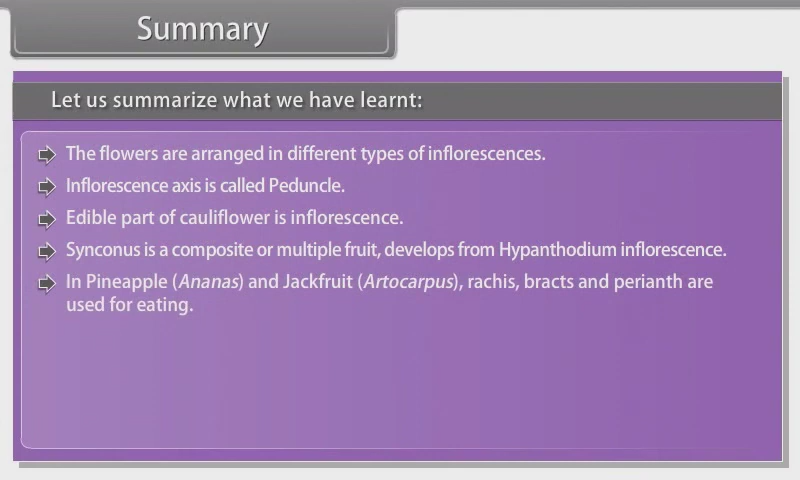 Summary
Let us summarize what we have learnt:
The flowers are arranged in different types of inflorescences.
Inflorescence axis is called Peduncle.
Edible part of cauliflower is inflorescence.
Synconus is a composite or multiple fruit, develops from Hypanthodium inflorescence.
In Pineapple (Ananas) and Jackfruit (Artocarpus), rachis, bracts and perianth are
used for eating.